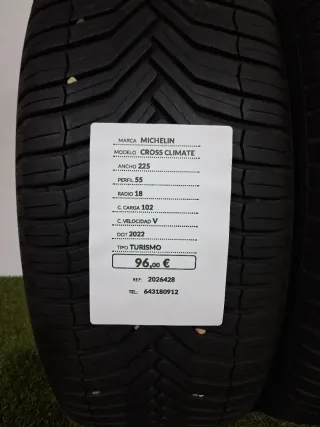 MARCA MICHELIN
MODELO CROSS CLIMATE
ANCHO 225
PERFIL 55
RADIO 18
C. CARGA 102
C. VELOCIDAD V
DOT 2022
TIPO TURISMO
96,00 €
REF: 2026428
TEL: 643180912